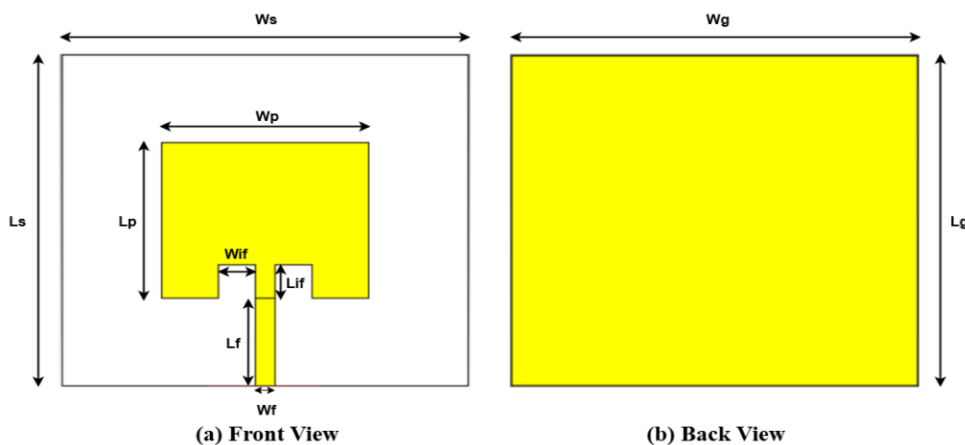 Ws
Wg
Wp
Ls
Lp
Wif
Lif
Lg
Lf
Wf
(a) Front View
(b) Back View